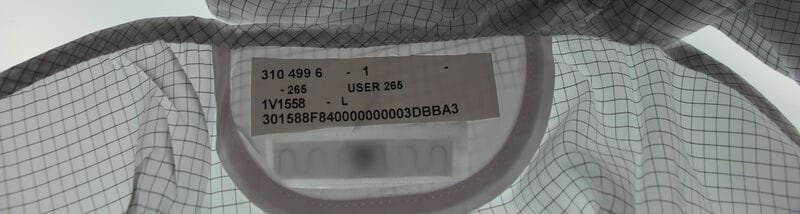 310 499 6 - 1 -
- 265 USER 265
1V1558 - L
301588F840000000003DBBA3